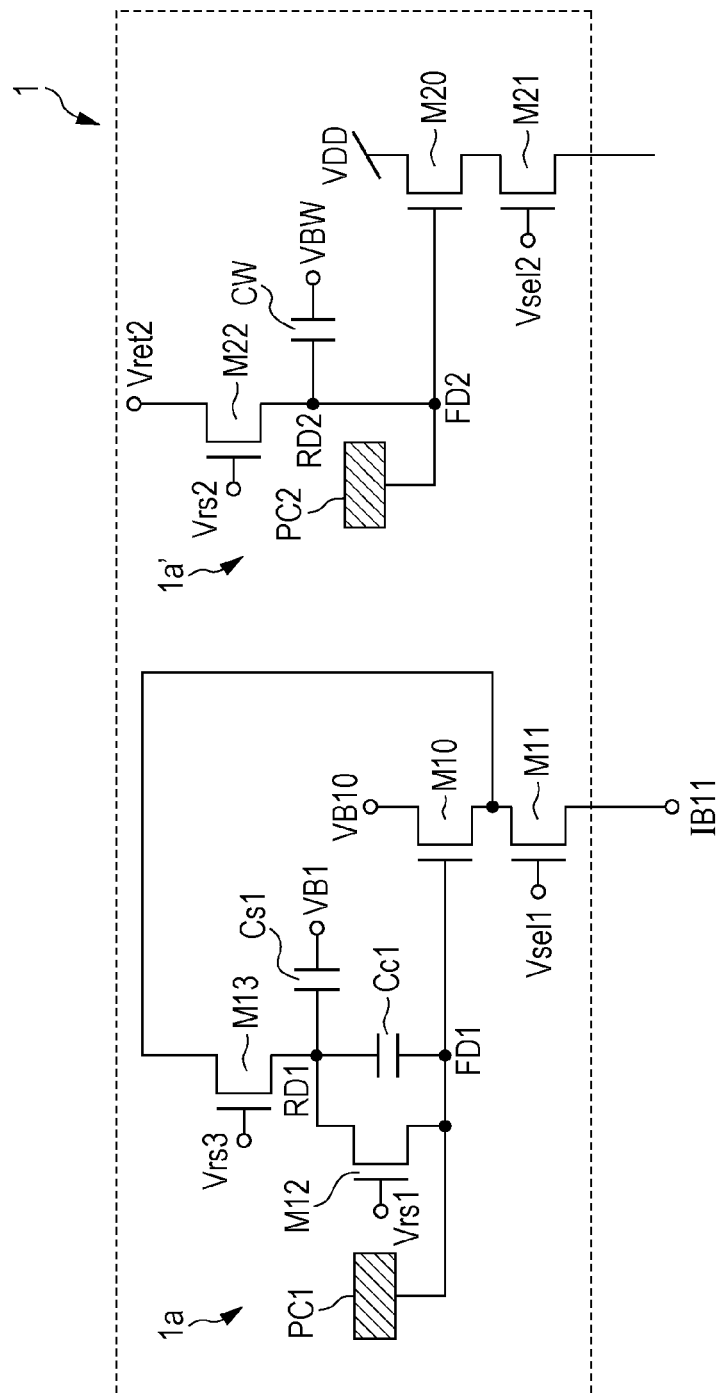 1
1a
PC1
Vrs1
M12
Vrs3
M13
RD1
Cs1
VB1
Cc1
FD1
VB10
M10
M11
Vsel1
IB11
1a'
PC2
Vrs2
Vret2
M22
RD2
CW
VBW
FD2
VDD
M20
M21
Vsel2